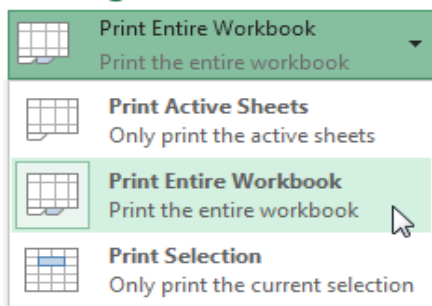 Print Entire Workbook
Print the entire workbook
Print Active Sheets
Only print the active sheets
Print Entire Workbook
Print the entire workbook
Print Selection
Only print the current selection